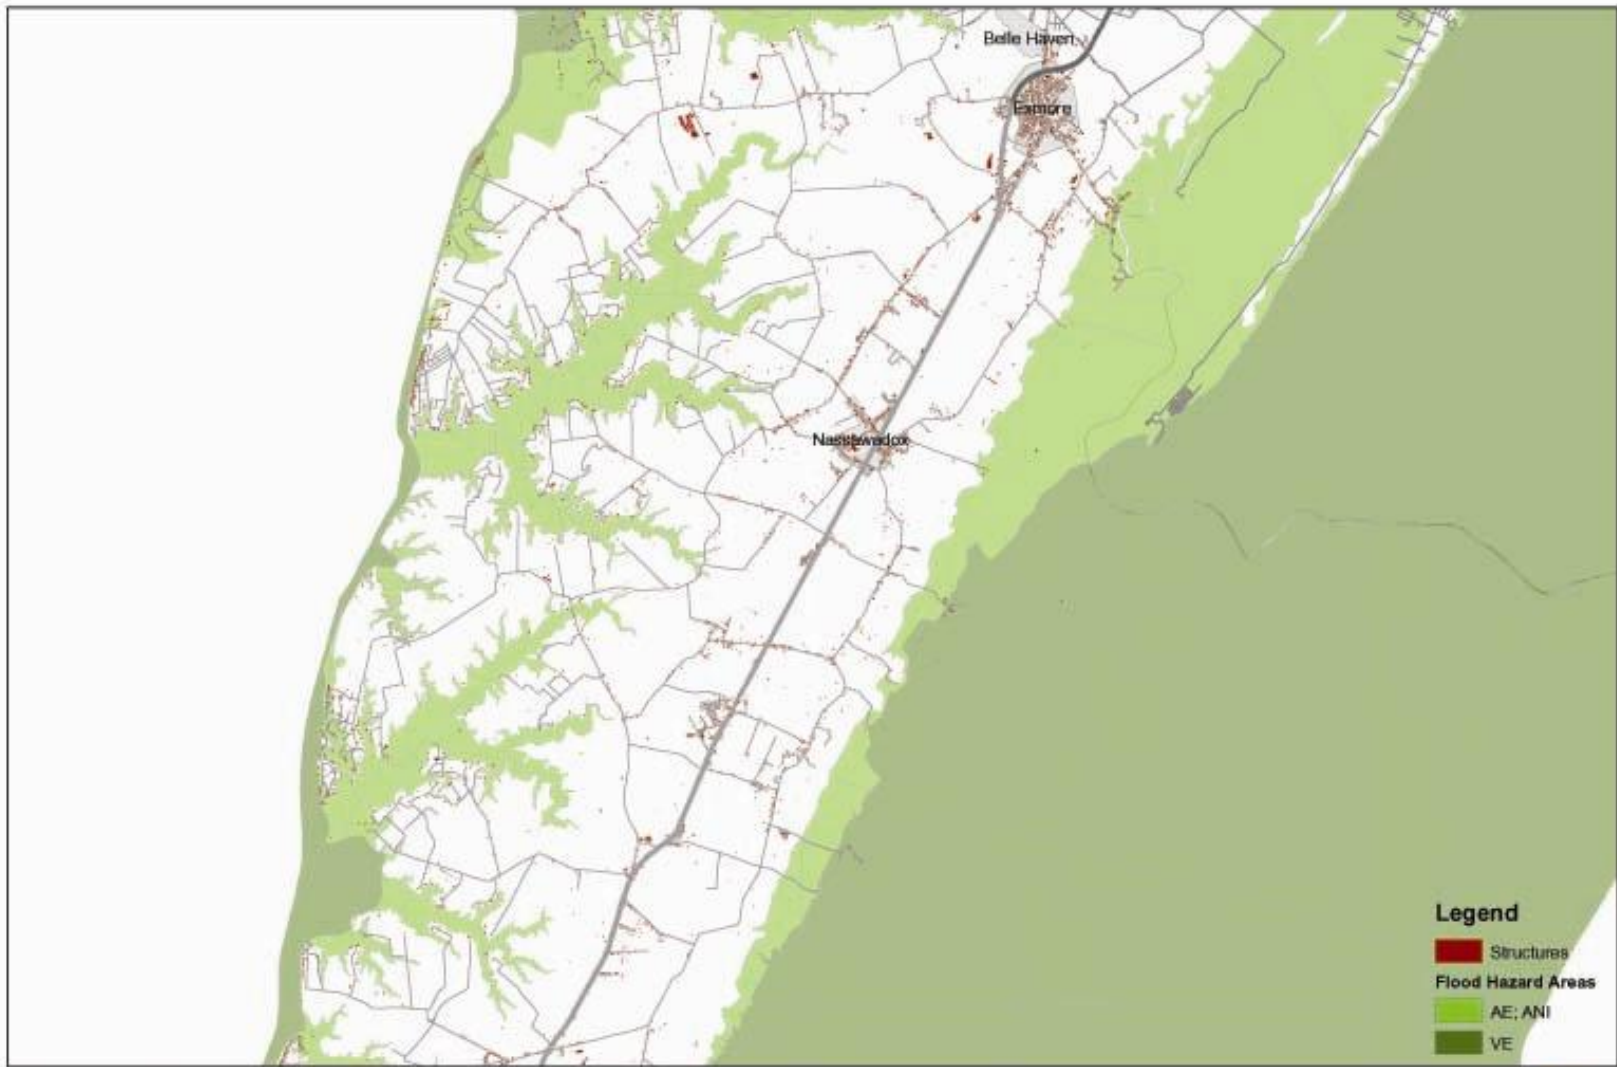 Belle Haven
Exmore
Nassawadox
Legend
Structures
Flood Hazard Areas
AE; ANI
VE